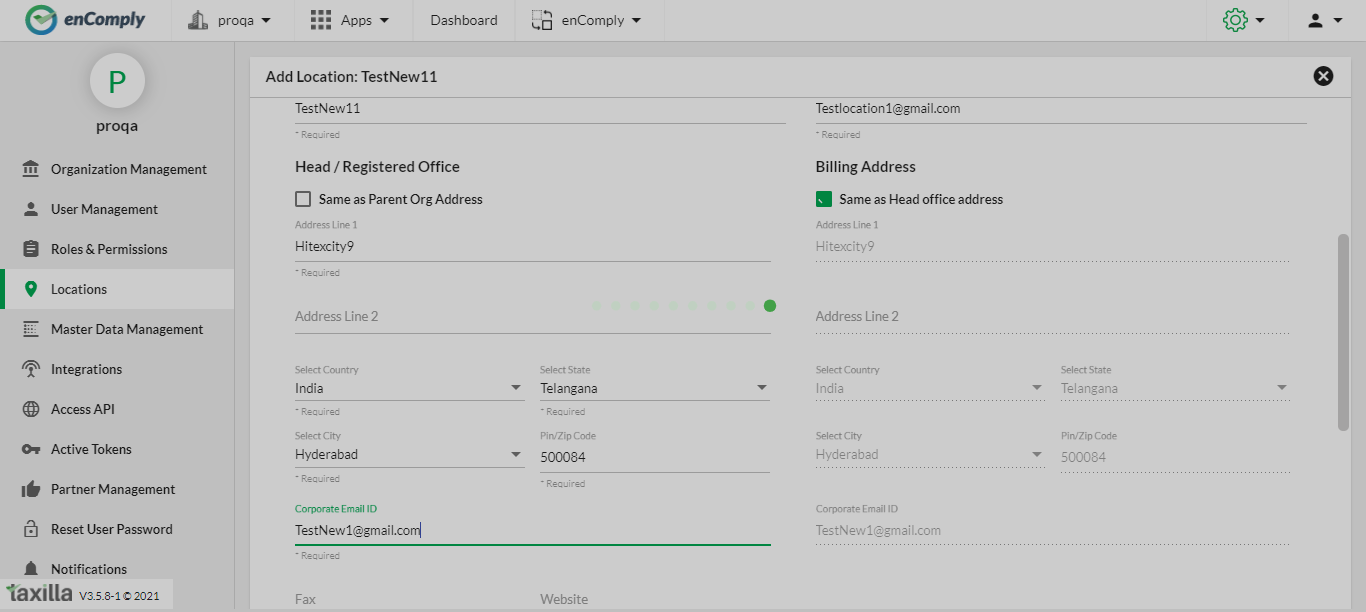 enComply proqa Apps Dashboard enComply
P
proqa
Organization Management
User Management
Roles & Permissions
Locations
Master Data Management
Integrations
Access API
Active Tokens
Partner Management
Reset User Password
Notifications
taxilla V3.5.8-1 © 2021
Add Location: TestNew11
TestNew11 Testlocation1@gmail.com
* Required * Required
Head / Registered Office Billing Address
Same as Parent Org Address Same as Head office address
Address Line 1 Address Line 1
Hitexcity9 Hitexcity9
* Required
Address Line 2 Address Line 2
Select Country Select State Select Country Select State
India Telangana India Telangana
* Required * Required
Select City Pin/Zip Code Select City Pin/Zip Code
Hyderabad 500084 Hyderabad 500084
* Required * Required
Corporate Email ID Corporate Email ID
TestNew1@gmail.com TestNew1@gmail.com
* Required
Fax Website